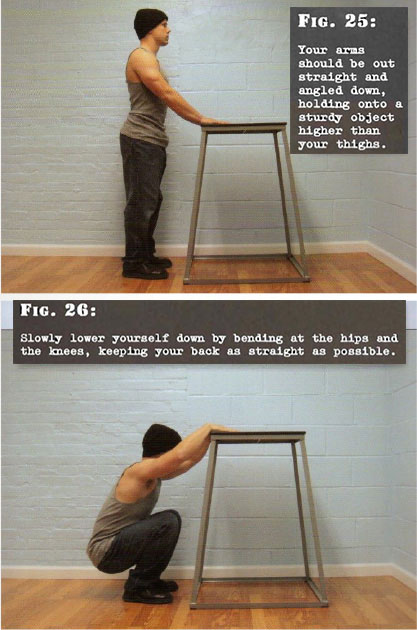 Fig. 25:
Your arms
should be out
straight and
angled down,
holding onto a
sturdy object
higher than
your thighs.
Fig. 26:
Slowly lower yourself down by bending at the hips and
the knees, keeping your back as straight as possible.